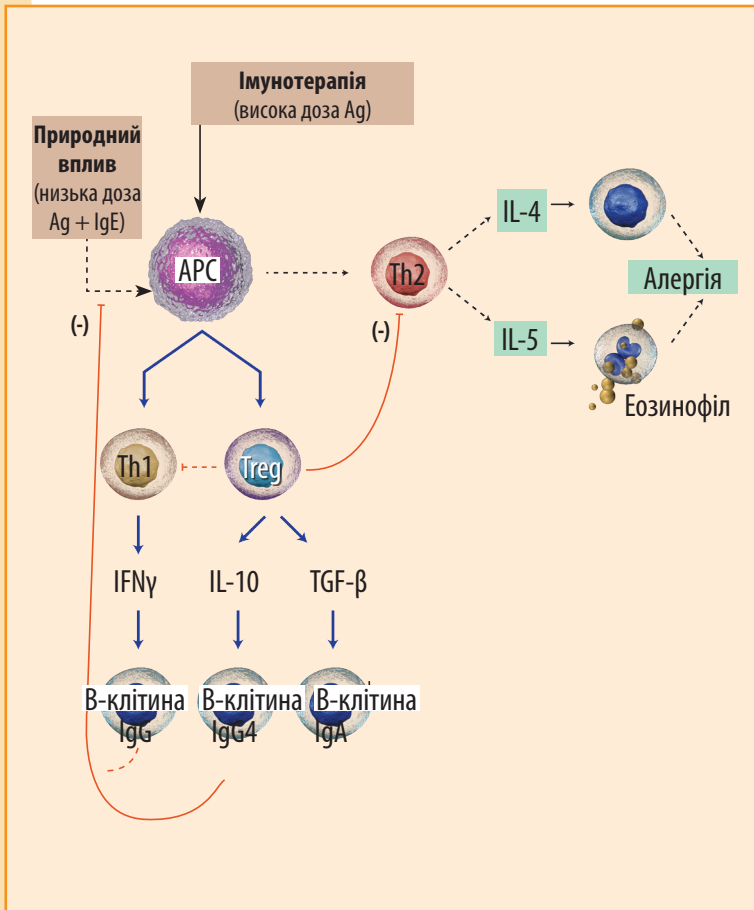 Імунотерапія
(висока доза Ag)
Природний
вплив
(низька доза
Ag + IgE)
APC
Th2
IL-4
IL-5
Алергія
Еозинофіл
(-)
(-)
Th1
Treg
IFNγ
IL-10
TGF-β
В-клітина
IgG
В-клітина
IgG4
В-клітина
IgA